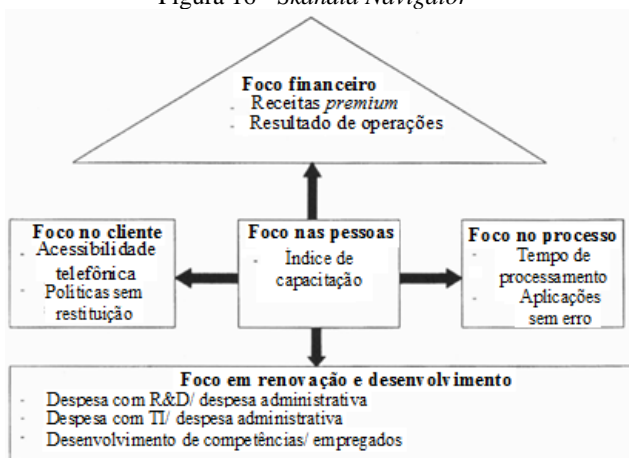 Figura 16 - Skandia Navigator
Foco financeiro
- Receitas premium
- Resultado de operações
Foco no cliente
- Acessibilidade
telefônica
- Políticas sem
restituição
Foco nas pessoas
- Índice de
capacitação
Foco no processo
- Tempo de
processamento
- Aplicações
sem erro
Foco em renovação e desenvolvimento
- Despesa com R&D/ despesa administrativa
- Despesa com TI/ despesa administrativa
- Desenvolvimento de competências/ empregados